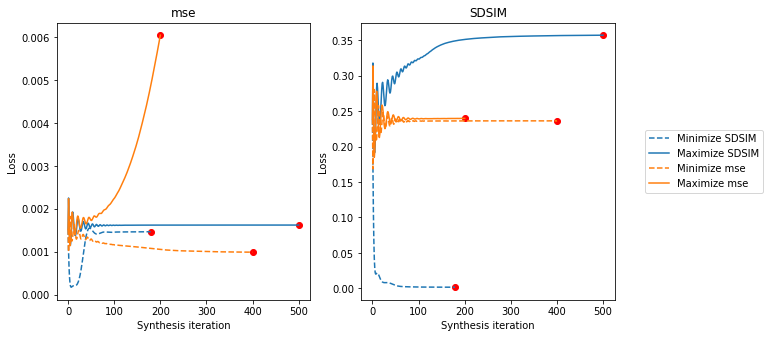 mse
Loss
0.006
0.005
0.004
0.003
0.002
0.001
0.000
0 100 200 300 400 500
Synthesis iteration
SDSIM
Loss
0.35
0.30
0.25
0.20
0.15
0.10
0.05
0.00
0 100 200 300 400 500
Synthesis iteration
Minimize SDSIM
Maximize SDSIM
Minimize mse
Maximize mse